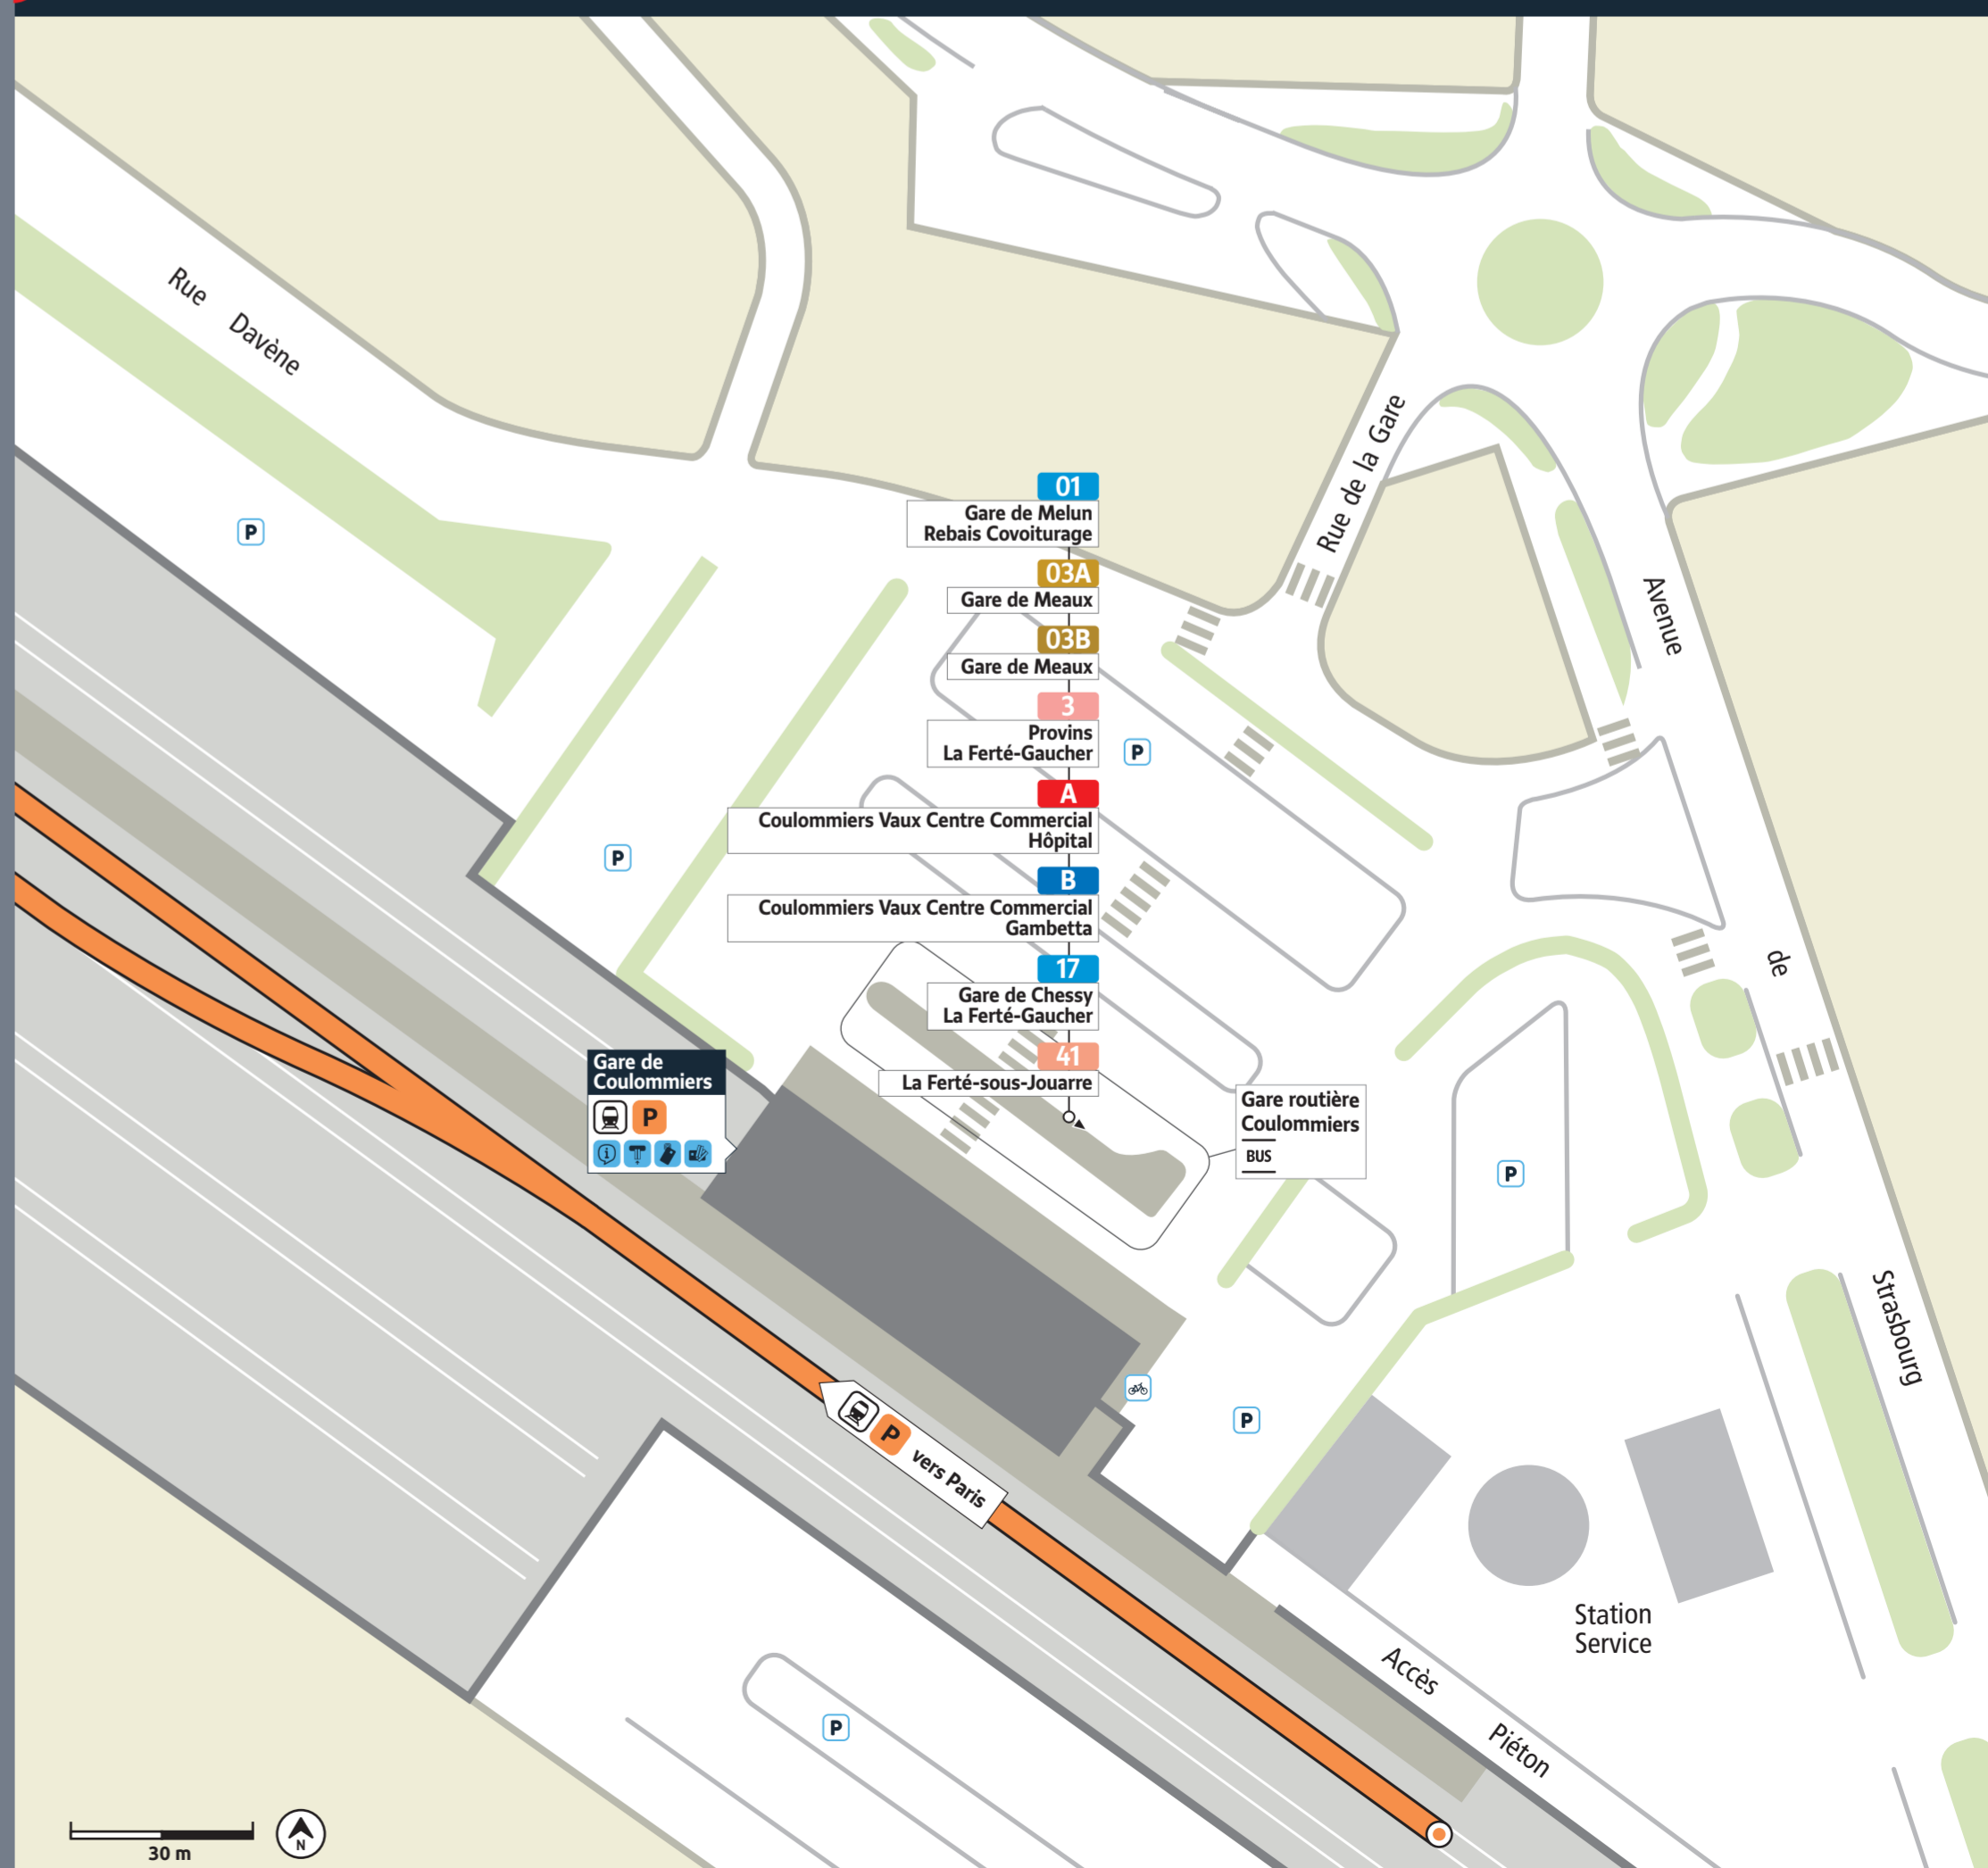 Rue Davène
Rue de la Gare
Avenue de Strasbourg
P
01
Gare de Melun
Rebais Covoiturage
03A
Gare de Meaux
03B
Gare de Meaux
3
Provins
La Ferté-Gaucher
P
A
Coulommiers Vaux Centre Commercial
Hôpital
P
B
Coulommiers Vaux Centre Commercial
Gambetta
17
Gare de Chessy
La Ferté-Gaucher
41
La Ferté-sous-Jouarre
Gare de
Coulommiers
P
Gare routière
Coulommiers
BUS
P
P
P vers Paris
Station
Service
Accès Piéton
P
30 m
N